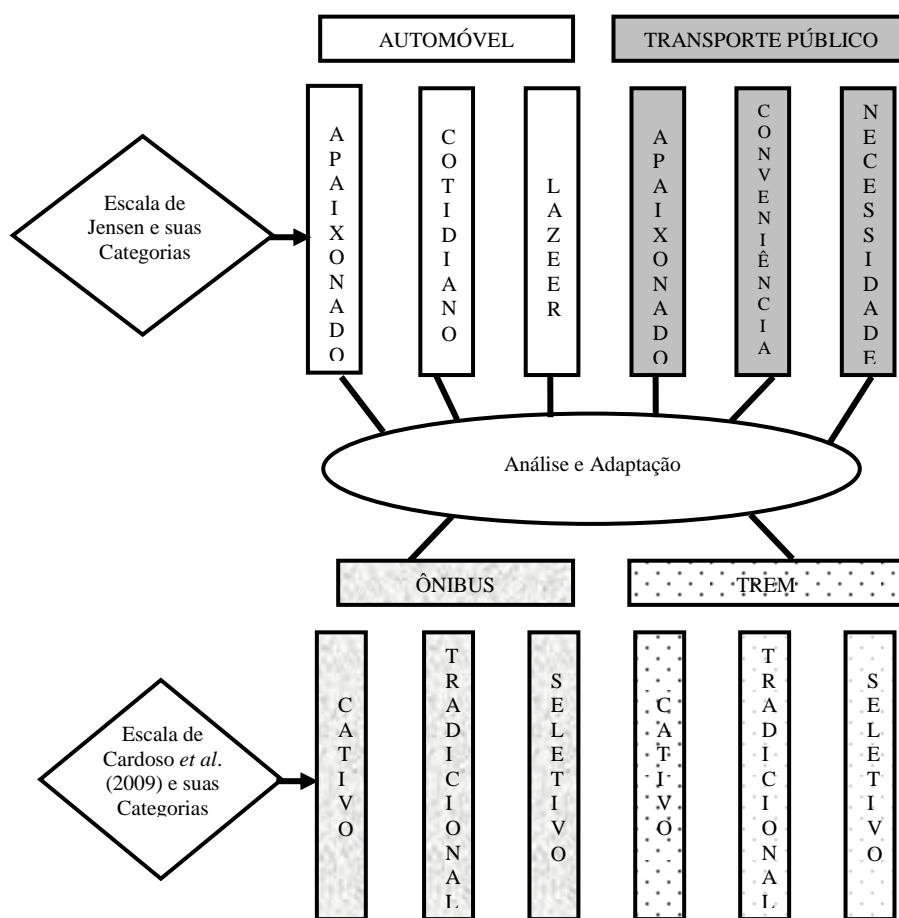 AUTOMÓVEL
TRANSPORTE PÚBLICO
APAIXONADO
COTIDIANO
LAZEER
APAIXONADO
CONVENIÊNCIA
NECESSIDADE
Escala de
Jensen e suas
Categorias
Análise e Adaptação
ÔNIBUS
TREM
CATIVO
TRADICIONAL
SELETIVO
CATIVO
TRADICIONAL
SELETIVO
Escala de
Cardoso et al.
(2009) e suas
Categorias